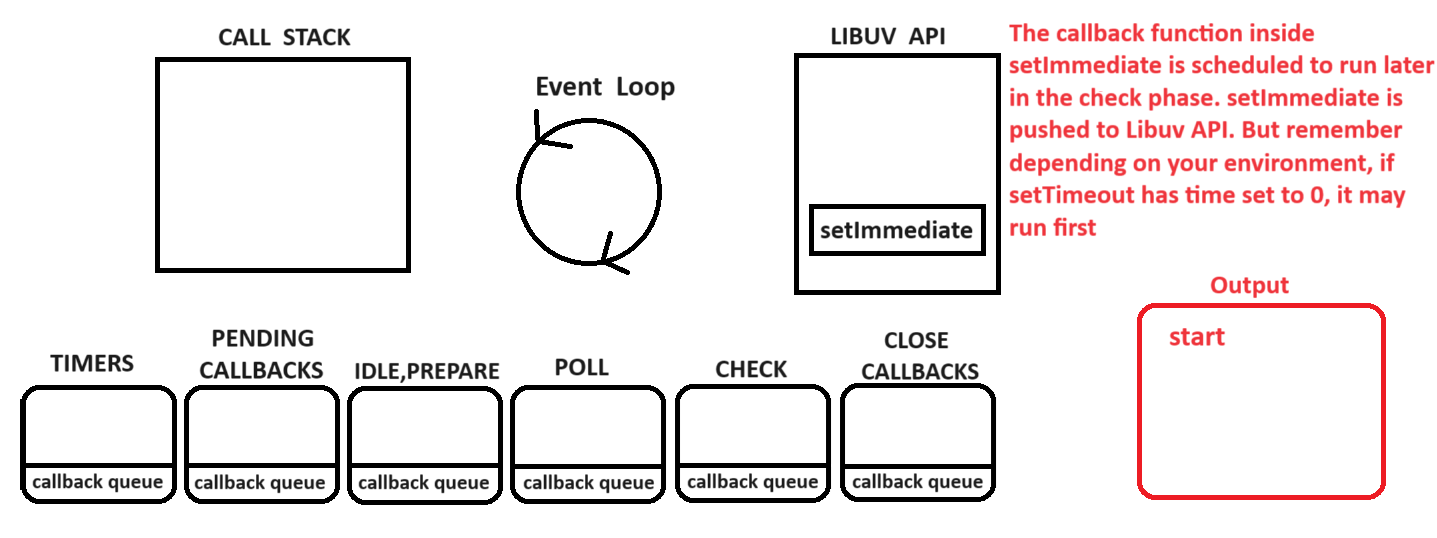 CALL STACK
Event Loop
LIBUV API
setImmediate
The callback function inside
setImmediate is scheduled to run later
in the check phase. setImmediate is
pushed to Libuv API. But remember
depending on your environment, if
setTimeout has time set to 0, it may
run first
Output
start
TIMERS
PENDING
CALLBACKS
IDLE,PREPARE
POLL
CHECK
CLOSE
CALLBACKS
callback queue
callback queue
callback queue
callback queue
callback queue
callback queue